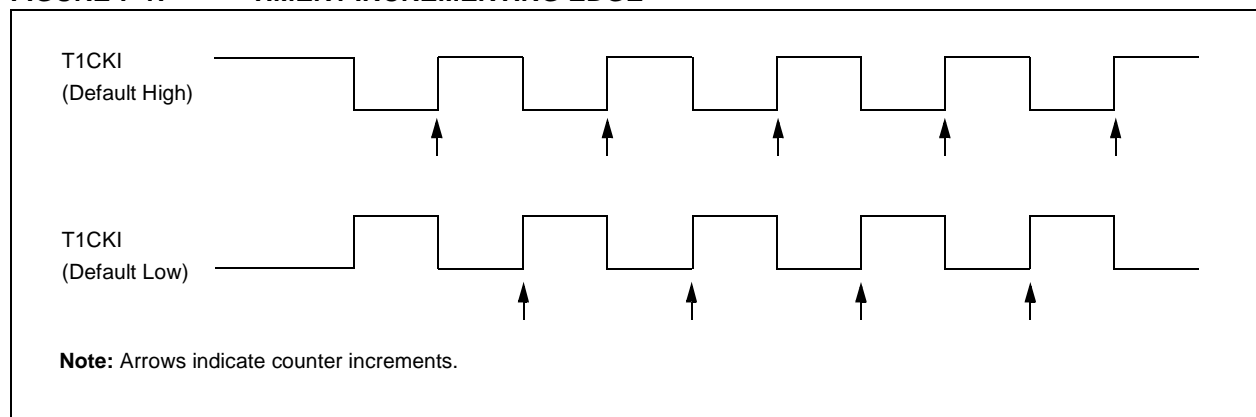 T1CKI
(Default High)
T1CKI
(Default Low)
Note: Arrows indicate counter increments.